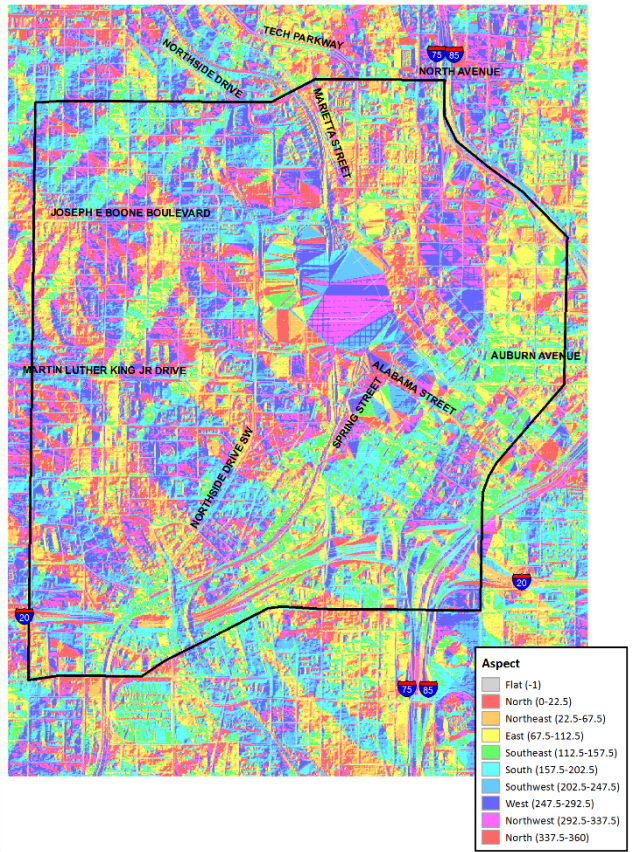 TECH PARKWAY
NORTHSIDE DRIVE
75 85
NORTH AVENUE
MARIETTA STREET
JOSEPH E BOONE BOULEVARD
AUBURN AVENUE
MARTIN LUTHER KING JR DRIVE
ALABAMA STREET
SPRING STREET
NORTHSIDE DRIVE SW
20
20
75 85
Aspect
Flat (-1)
North (0-22.5)
Northeast (22.5-67.5)
East (67.5-112.5)
Southeast (112.5-157.5)
South (157.5-202.5)
Southwest (202.5-247.5)
West (247.5-292.5)
Northwest (292.5-337.5)
North (337.5-360)